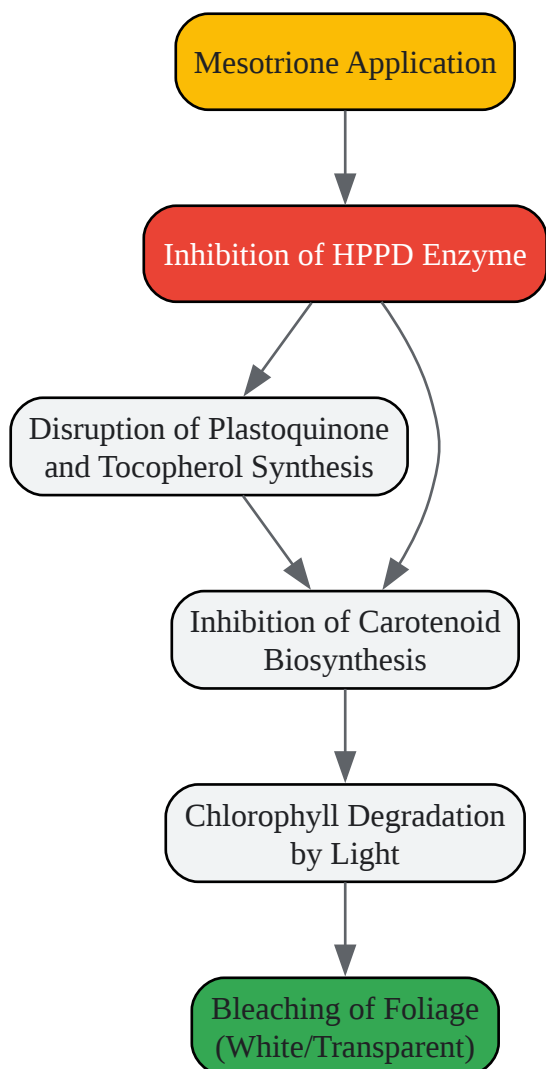 Mesotrione Application
Inhibition of HPPD Enzyme
Disruption of Plastoquinone
and Tocopherol Synthesis
Inhibition of Carotenoid
Biosynthesis
Chlorophyll Degradation
by Light
Bleaching of Foliage
(White/Transparent)